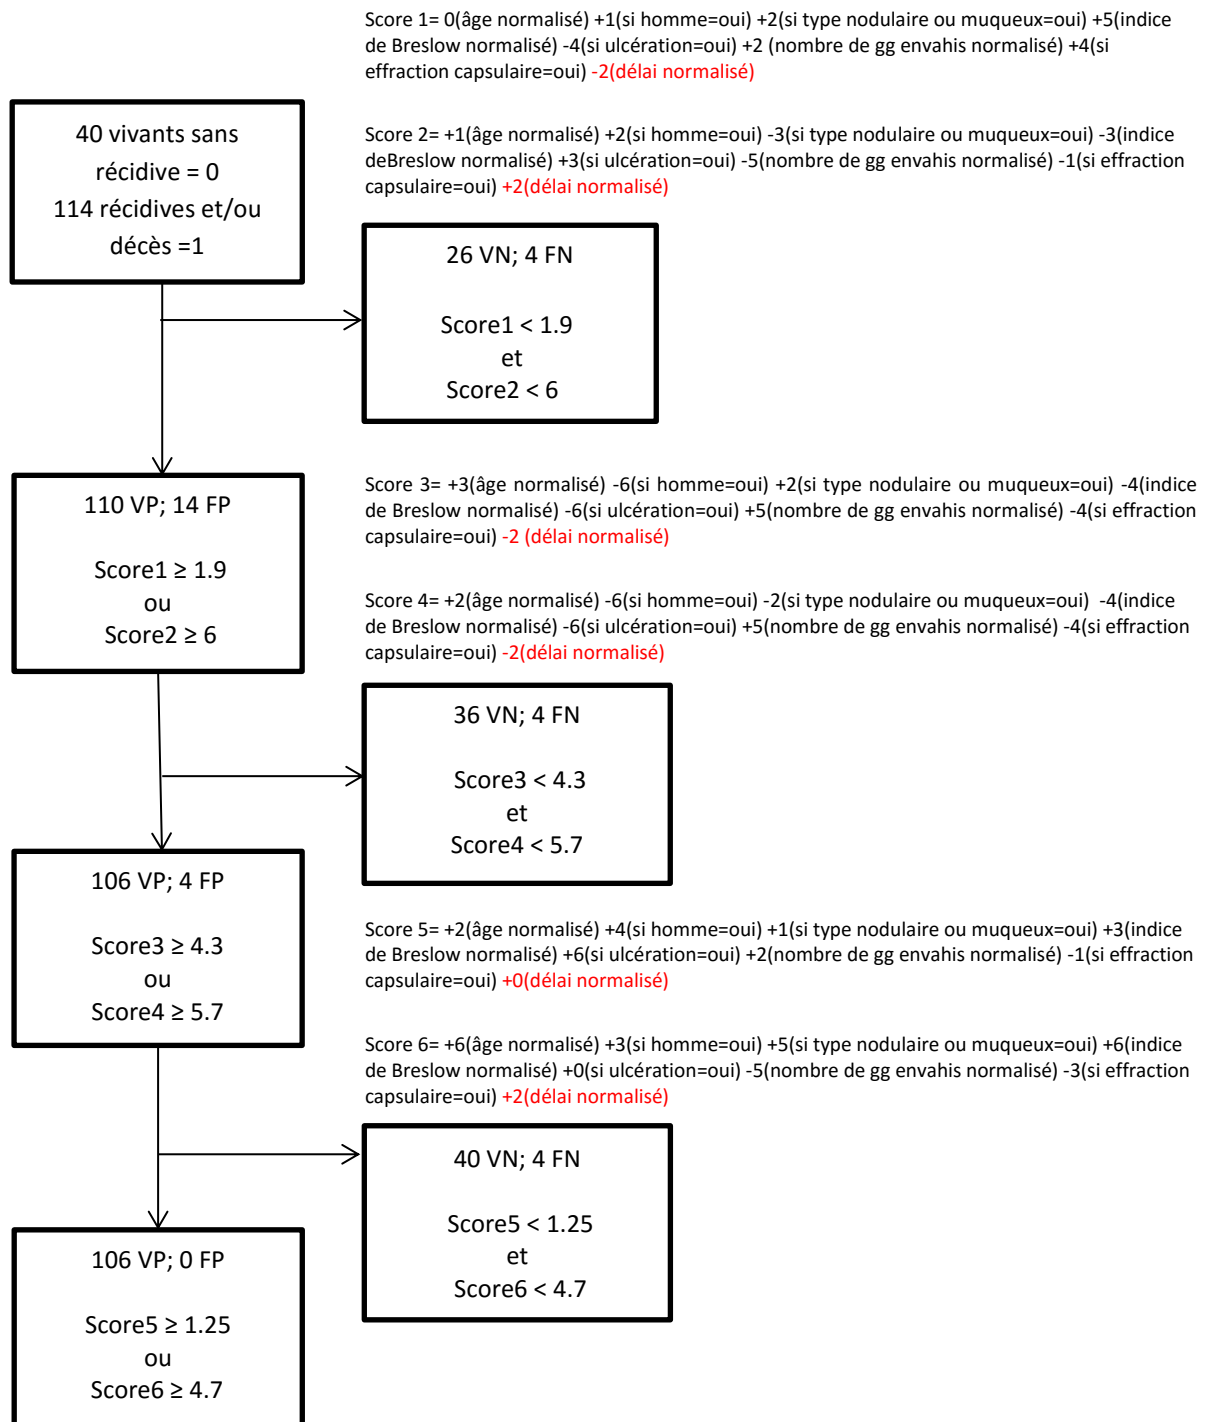 Score 1= 0(âge normalisé) +1(si homme=oui) +2(si type nodulaire ou muqueux=oui) +5(indice
de Breslow normalisé) -4(si ulcération=oui) +2 (nombre de gg envahis normalisé) +4(si
effraction capsulaire=oui) -2(délai normalisé)
40 vivants sans
récidive = 0
114 récidives et/ou
décès =1
Score 2= +1(âge normalisé) +2(si homme=oui) -3(si type nodulaire ou muqueux=oui) -3(indice
deBreslow normalisé) +3(si ulcération=oui) -5(nombre de gg envahis normalisé) -1(si effraction
capsulaire=oui) +2(délai normalisé)
26 VN; 4 FN
Score1 < 1.9
et
Score2 < 6
110 VP; 14 FP
Score1 ≥ 1.9
ou
Score2 ≥ 6
Score 3= +3(âge normalisé) -6(si homme=oui) +2(si type nodulaire ou muqueux=oui) -4(indice
de Breslow normalisé) -6(si ulcération=oui) +5(nombre de gg envahis normalisé) -4(si effraction
capsulaire=oui) -2 (délai normalisé)
Score 4= +2(âge normalisé) -6(si homme=oui) -2(si type nodulaire ou muqueux=oui) -4(indice
de Breslow normalisé) -6(si ulcération=oui) +5(nombre de gg envahis normalisé) -4(si effraction
capsulaire=oui) -2(délai normalisé)
36 VN; 4 FN
Score3 < 4.3
et
Score4 < 5.7
106 VP; 4 FP
Score3 ≥ 4.3
ou
Score4 ≥ 5.7
Score 5= +2(âge normalisé) +4(si homme=oui) +1(si type nodulaire ou muqueux=oui) +3(indice
de Breslow normalisé) +6(si ulcération=oui) +2(nombre de gg envahis normalisé) -1(si effraction
capsulaire=oui) +0(délai normalisé)
Score 6= +6(âge normalisé) +3(si homme=oui) +5(si type nodulaire ou muqueux=oui) +6(indice
de Breslow normalisé) +0(si ulcération=oui) -5(nombre de gg envahis normalisé) -3(si effraction
capsulaire=oui) +2(délai normalisé)
40 VN; 4 FN
Score5 < 1.25
et
Score6 < 4.7
106 VP; 0 FP
Score5 ≥ 1.25
ou
Score6 ≥ 4.7